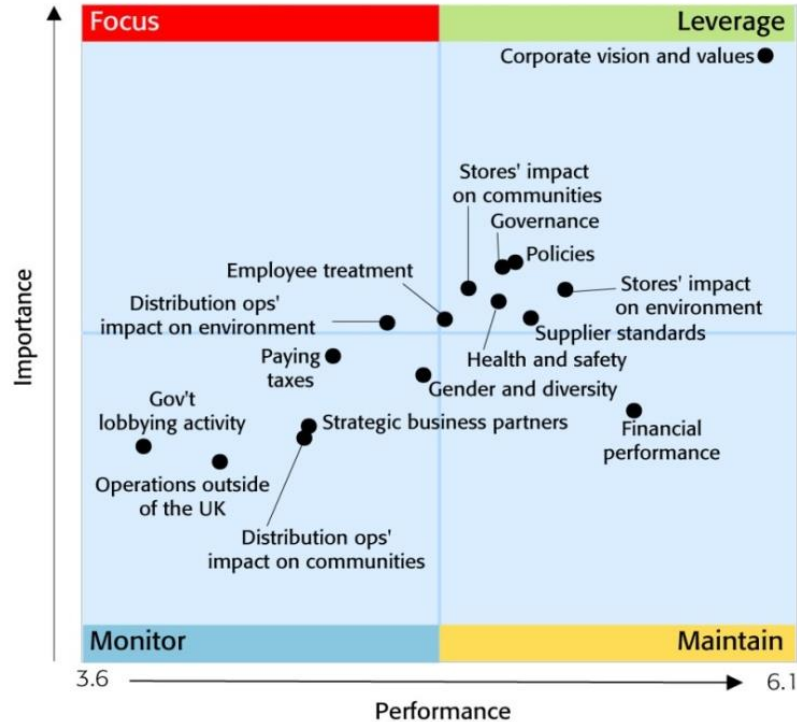 Focus
Leverage
Corporate vision and values
Stores' impact
on communities
Governance
Policies
Employee treatment
Stores' impact
on environment
Distribution ops'
impact on environment
Supplier standards
Health and safety
Paying
taxes
Gender and diversity
Gov't
lobbying activity
Strategic business partners
Financial
performance
Operations outside
of the UK
Distribution ops'
impact on communities
Monitor
Maintain
3.6
6.1
Performance
Importance